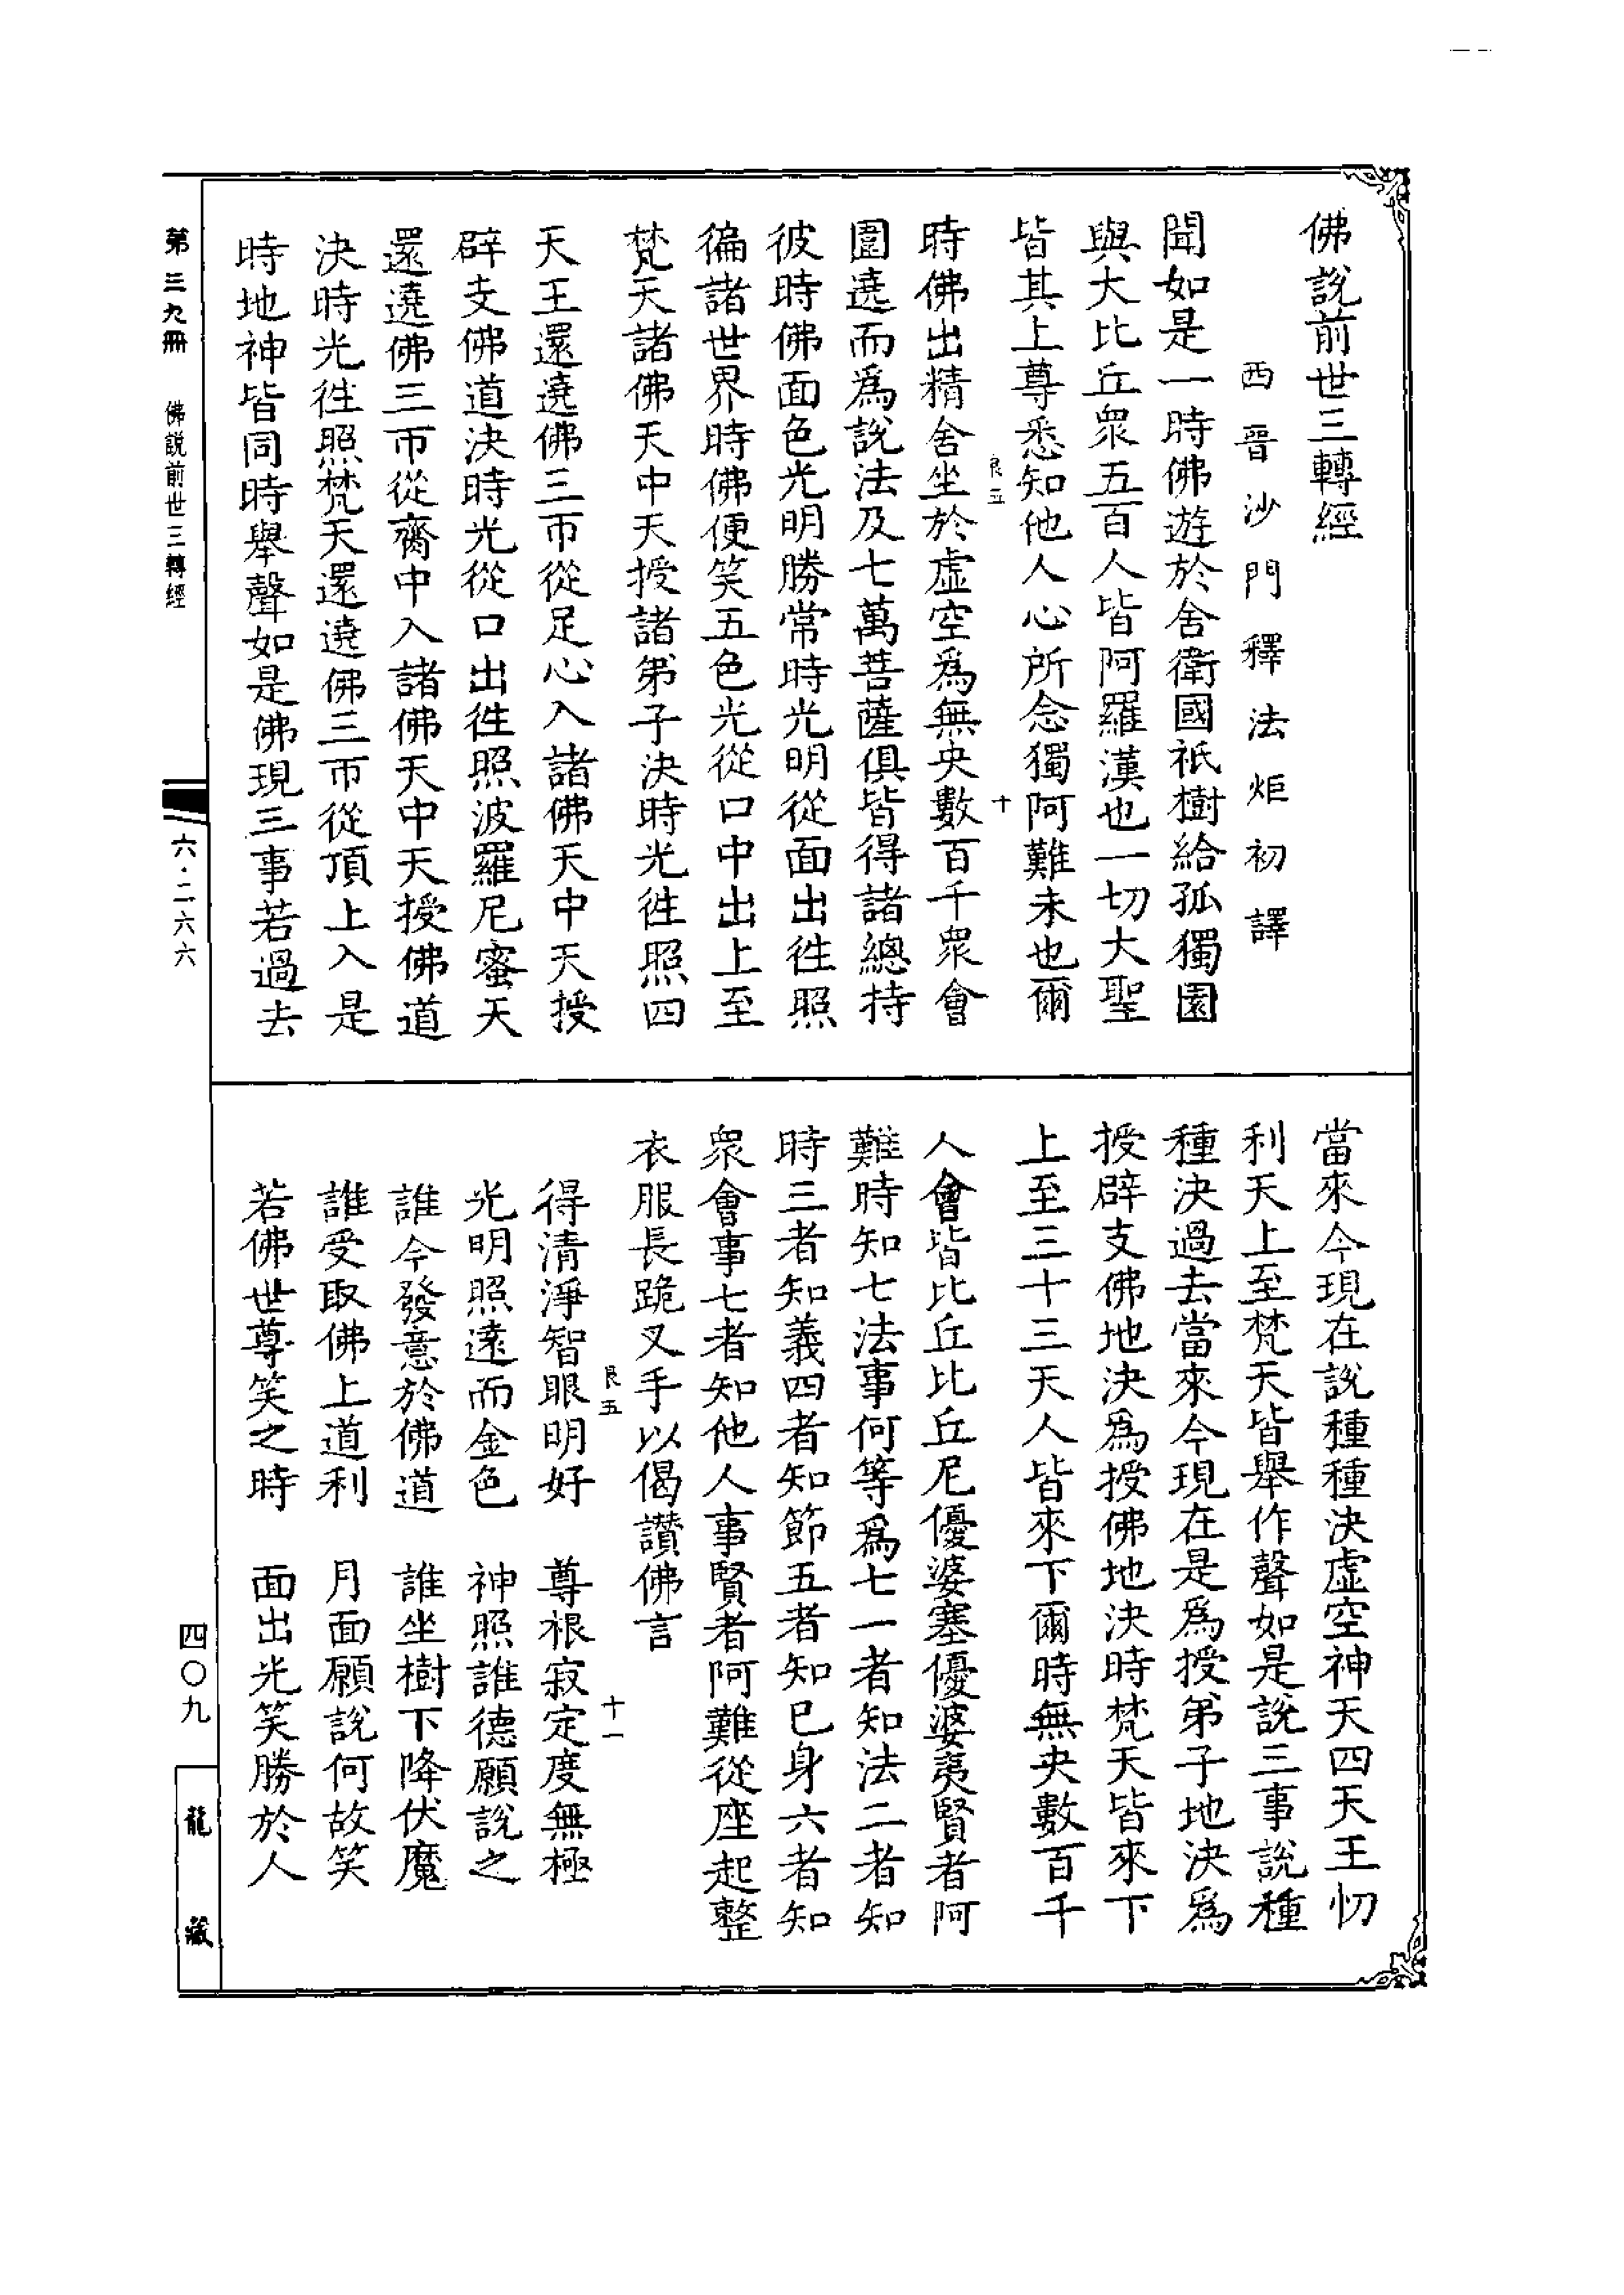 佛說前世三轉經
西晉沙門釋法炬初譯
聞如是一時佛遊於舍衛國祇樹給孤獨園
與大比丘衆五百人皆阿羅漢也一切大聖
皆其上尊悉知他人心所念獨阿難未也爾
良五
十
時佛出精舍坐於虛空爲無央數百千衆會
圍遶而爲說法及七萬菩薩俱皆得諸總持
彼時佛面色光明勝常時光明從面出徃照
徧諸世界時佛便笑五色光從口中出上至
梵天諸佛天中天授諸弟子決時光徃照四
天王還遶佛三帀從足心入諸佛天中天授
辟支佛道決時光從口出徃照波羅尼蜜天
還遶佛三帀從齎中入諸佛天中天授佛道
決時光徃照梵天還遶佛三帀從頂上入是
時地神皆同時舉聲如是佛現三事若過去
當來今現在說種種決虛空神天四天王忉
利天上至梵天皆舉作聲如是說三事說種
種決過去當來今現在是爲授弟子地決爲
授辟支佛地決爲授佛地決時梵天皆來下
上至三十三天人皆來下爾時無央數百千
人會皆比丘比丘尼優婆塞優婆夷賢者阿
難時知七法事何等爲七一者知法二者知
時三者知義四者知節五者知已身六者知
衆會事七者知他人事賢者阿難從座起整
衣服長跪叉手以偈讚佛言
良五
十一
得清淨智眼明好　尊根寂定度無極
光明照遠而金色　神照誰德願說之
誰今發意於佛道　誰坐樹下降伏魔
誰受取佛上道利　月面願說何故笑
若佛世尊笑之時　面出光笑勝於人
第三九冊　佛說前世三轉經
六·二六六
四〇九
龍藏